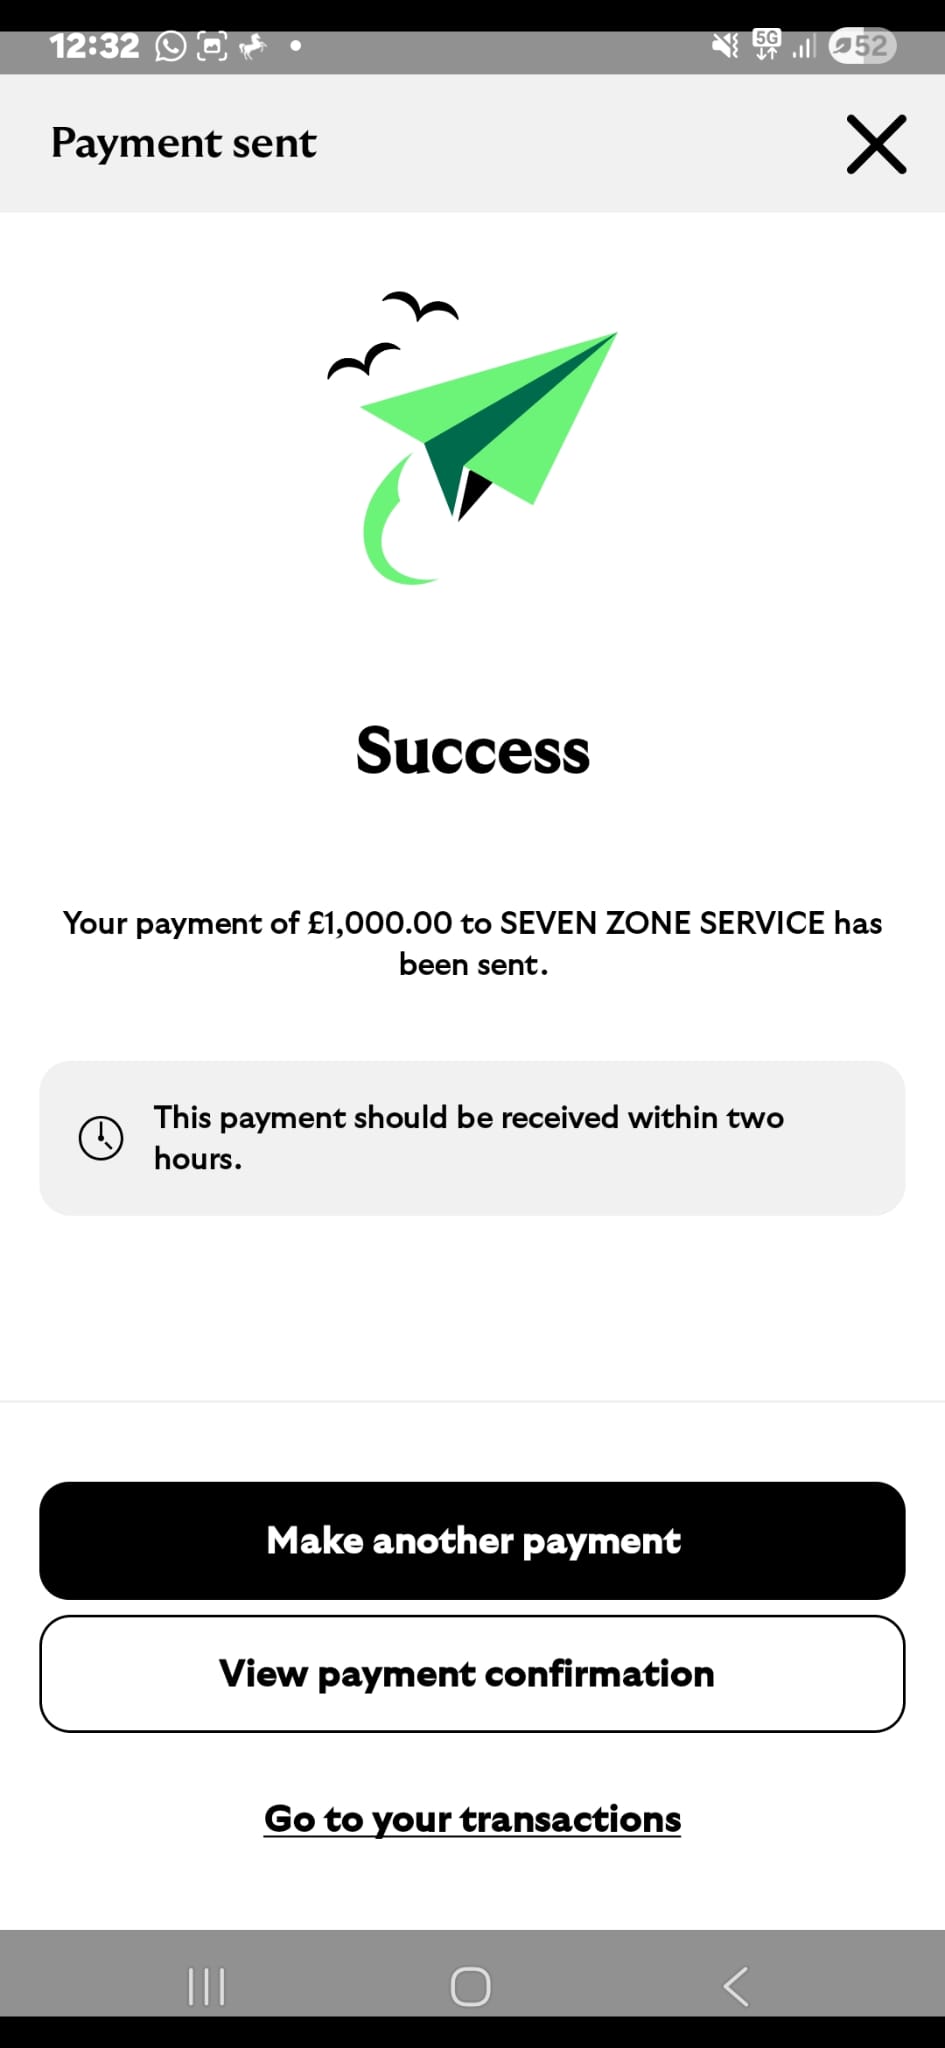 12:32
5G
52
Payment sent
Success
Your payment of £1,000.00 to SEVEN ZONE SERVICE has
been sent.
This payment should be received within two
hours.
Make another payment
View payment confirmation
Go to your transactions